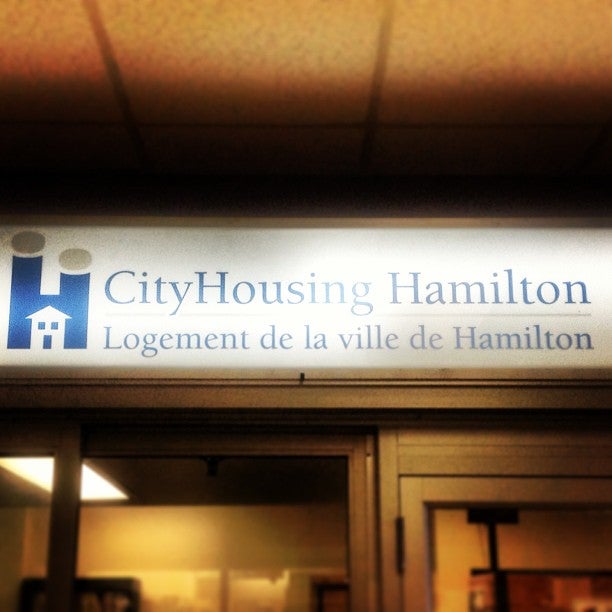 CityHousing Hamilton
Logement de la ville de Hamilton